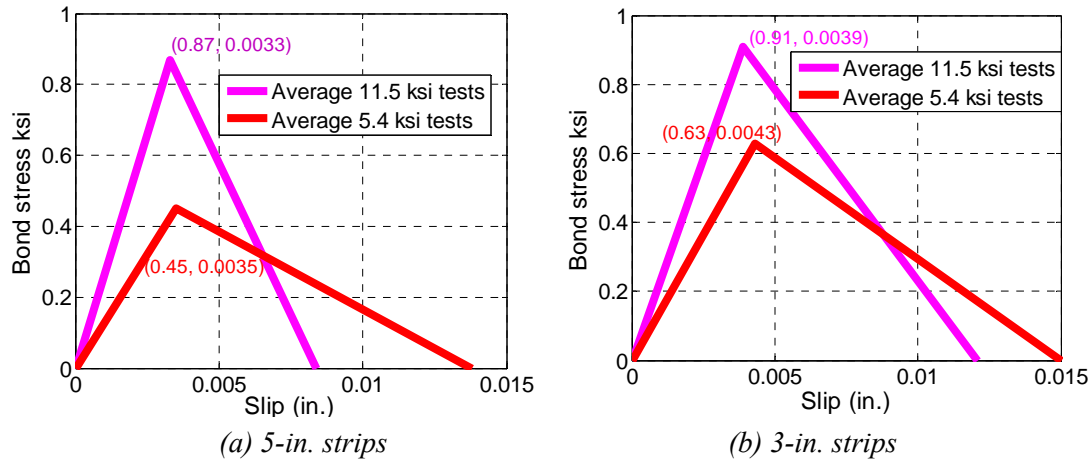 1
0.8
0.6
0.4
0.2
0
Bond stress ksi
(0.87, 0.0033)
Average 11.5 ksi tests
Average 5.4 ksi tests
(0.45, 0.0035)
0 0.005 0.01 0.015
Slip (in.)
(a) 5-in. strips
1
0.8
0.6
0.4
0.2
0
Bond stress ksi
(0.91, 0.0039)
Average 11.5 ksi tests
Average 5.4 ksi tests
(0.63, 0.0043)
0 0.005 0.01 0.015
Slip (in.)
(b) 3-in. strips